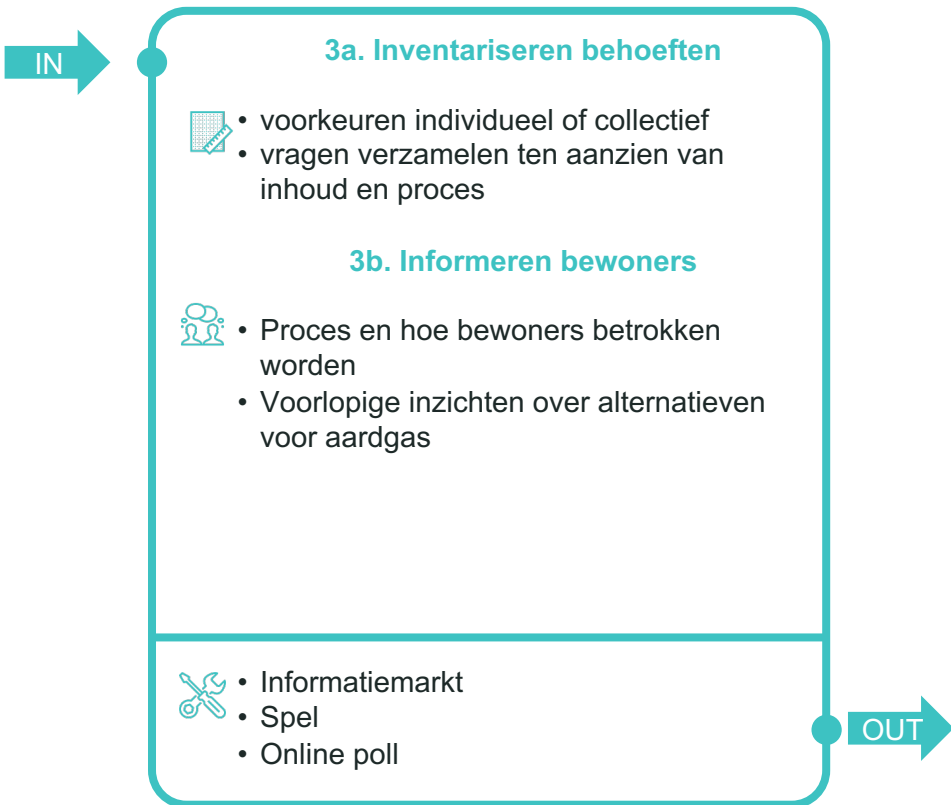 IN
3a. Inventariseren behoeften
• voorkeuren individueel of collectief
• vragen verzamelen ten aanzien van
inhoud en proces
3b. Informeren bewoners
• Proces en hoe bewoners betrokken
worden
• Voorlopige inzichten over alternatieven
voor aardgas
• Informatiemarkt
• Spel
• Online poll
OUT